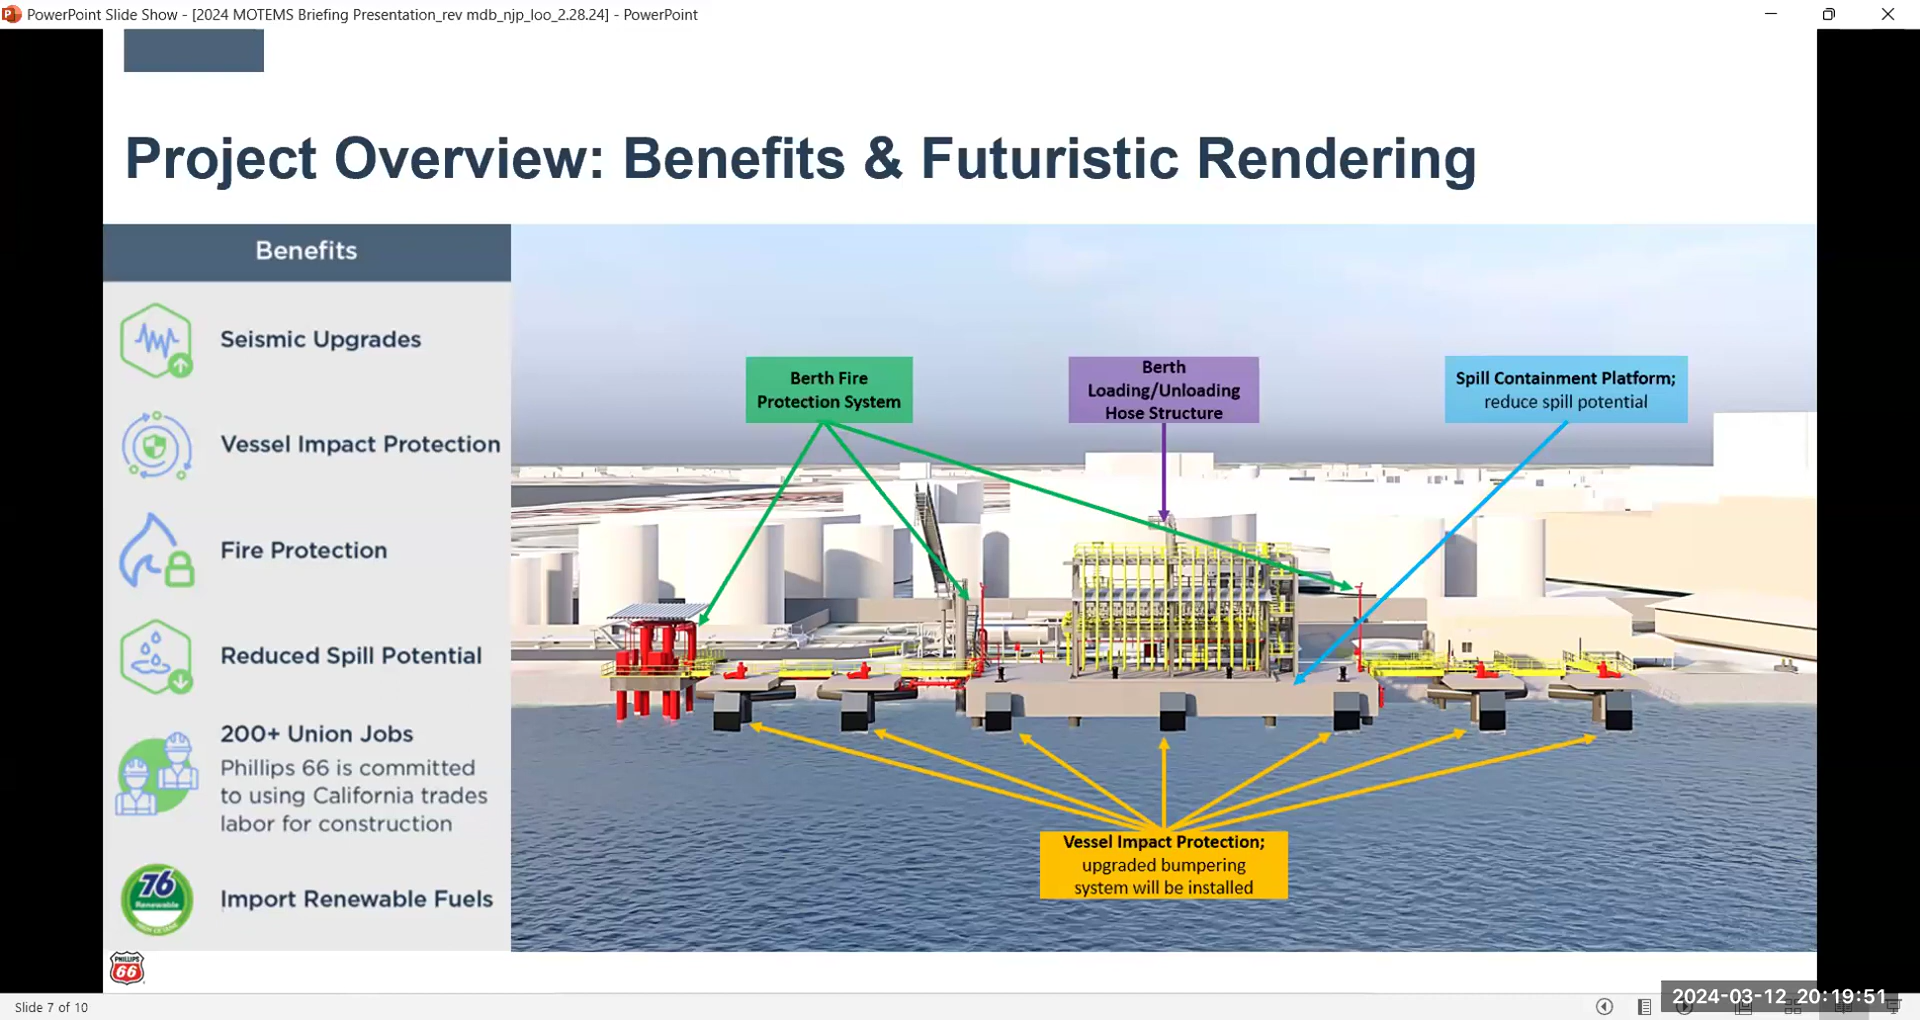 PowerPoint Slide Show - [2024 MOTEMS Briefing Presentation_rev mdb_njp_loo_2.28.24] - PowerPoint
Project Overview: Benefits & Futuristic Rendering
Benefits
Seismic Upgrades
Vessel Impact Protection
Fire Protection
Reduced Spill Potential
200+ Union Jobs
Phillips 66 is committed
to using California trades
labor for construction
76
Renewable
Import Renewable Fuels
Berth Fire
Protection System
Berth
Loading/Unloading
Hose Structure
Spill Containment Platform;
reduce spill potential
Vessel Impact Protection;
upgraded bumpering
system will be installed
PHILLIPS
66
Slide 7 of 10
2024-03-12 20:19:51